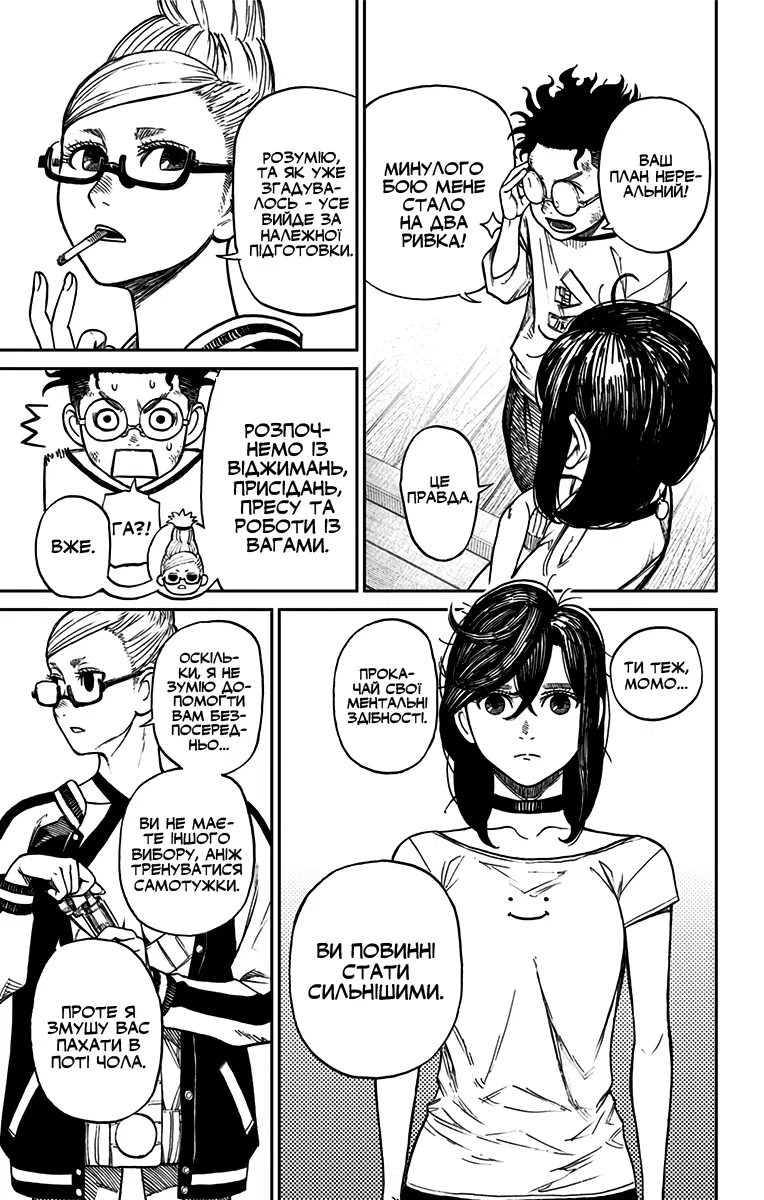 ВАШ
ПЛАН НЕРЕ-
АЛЬНИЙ!
МИНУЛОГО
БОЮ МЕНЕ
СТАЛО
НА ДВА
РИВКА!
ЦЕ
ПРАВДА.
РОЗУМІЮ,
ТА ЯК УЖЕ
ЗГАДУВА-
ЛОСЬ - УСЕ
ВИЙДЕ ЗА
НАЛЕЖНОЇ
ПІДГОТОВКИ.
РОЗПОЧ-
НЕМО ІЗ
ВІДЖИМАНЬ,
ПРИСІДАНЬ,
ПРЕСУ ТА
РОБОТИ ІЗ
ВАГАМИ.
ГА?!
ВЖЕ.
ТИ ТЕЖ,
МОМО...
ПРОКА-
ЧАЙ СВОЇ
МЕНТАЛЬНІ
ЗДІБНОСТІ.
ВИ ПОВИННІ
СТАТИ
СИЛЬНІШИМИ.
ОСКІЛЬ-
КИ, Я НЕ
ЗУМІЮ ДО-
ПОМОГТИ
ВАМ БЕЗ-
ПОСЕРЕД-
НЬО...
ВИ НЕ МАЄ-
ТЕ ІНШОГО
ВИБОРУ, АНІЖ
ТРЕНУВАТИСЯ
САМОТУЖКИ.
ПРОТЕ Я
ЗМУШУ ВАС
ПАХАТИ В
ПОТІ ЧОЛА.